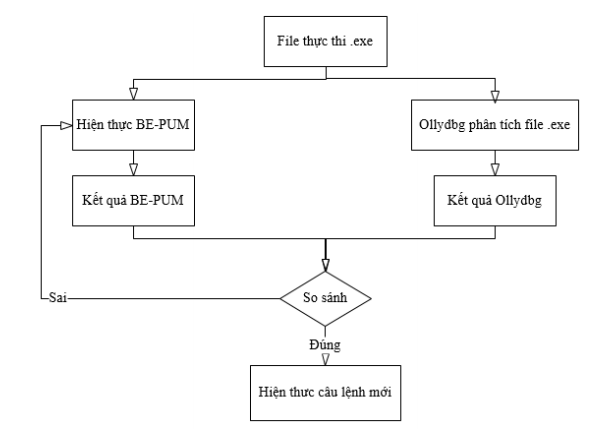 File thực thi .exe
Hiện thực BE-PUM
Ollydbg phân tích file .exe
Kết quả BE-PUM
Kết quả Ollydbg
So sánh
Sai
Đúng
Hiện thưc câu lệnh mới